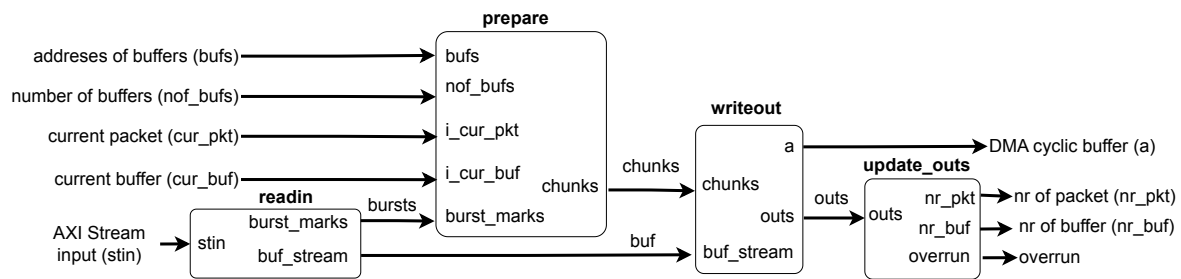 prepare
addreses of buffers (bufs)
bufs
number of buffers (nof_bufs)
nof_bufs
writeout
current packet (cur_pkt)
i_cur_pkt
a
DMA cyclic buffer (a)
chunks
update_outs
current buffer (cur_buf)
i_cur_buf
chunks
chunks
readin
bursts
outs
nr_pkt
nr of packet (nr_pkt)
burst_marks
burst_marks
outs
outs
nr_buf
nr of buffer (nr_buf)
AXI Stream
input (stin)
stin
buf_stream
buf
buf_stream
overrun
overrun